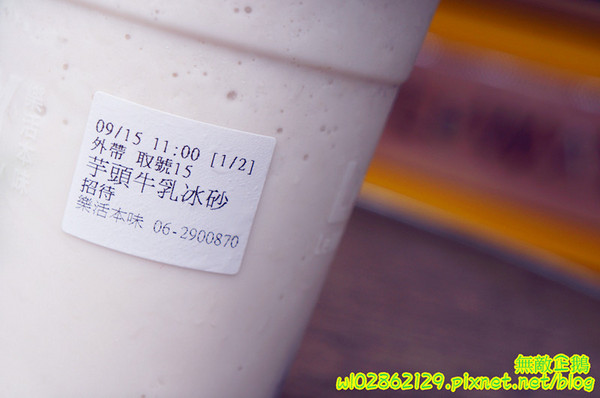 09/15 11:00 [1/2]
外帶 取號15
芋頭牛乳冰砂
招待
樂活本味 06-2900870
無敵企鵝
wl02362129.pixnet.net/blog